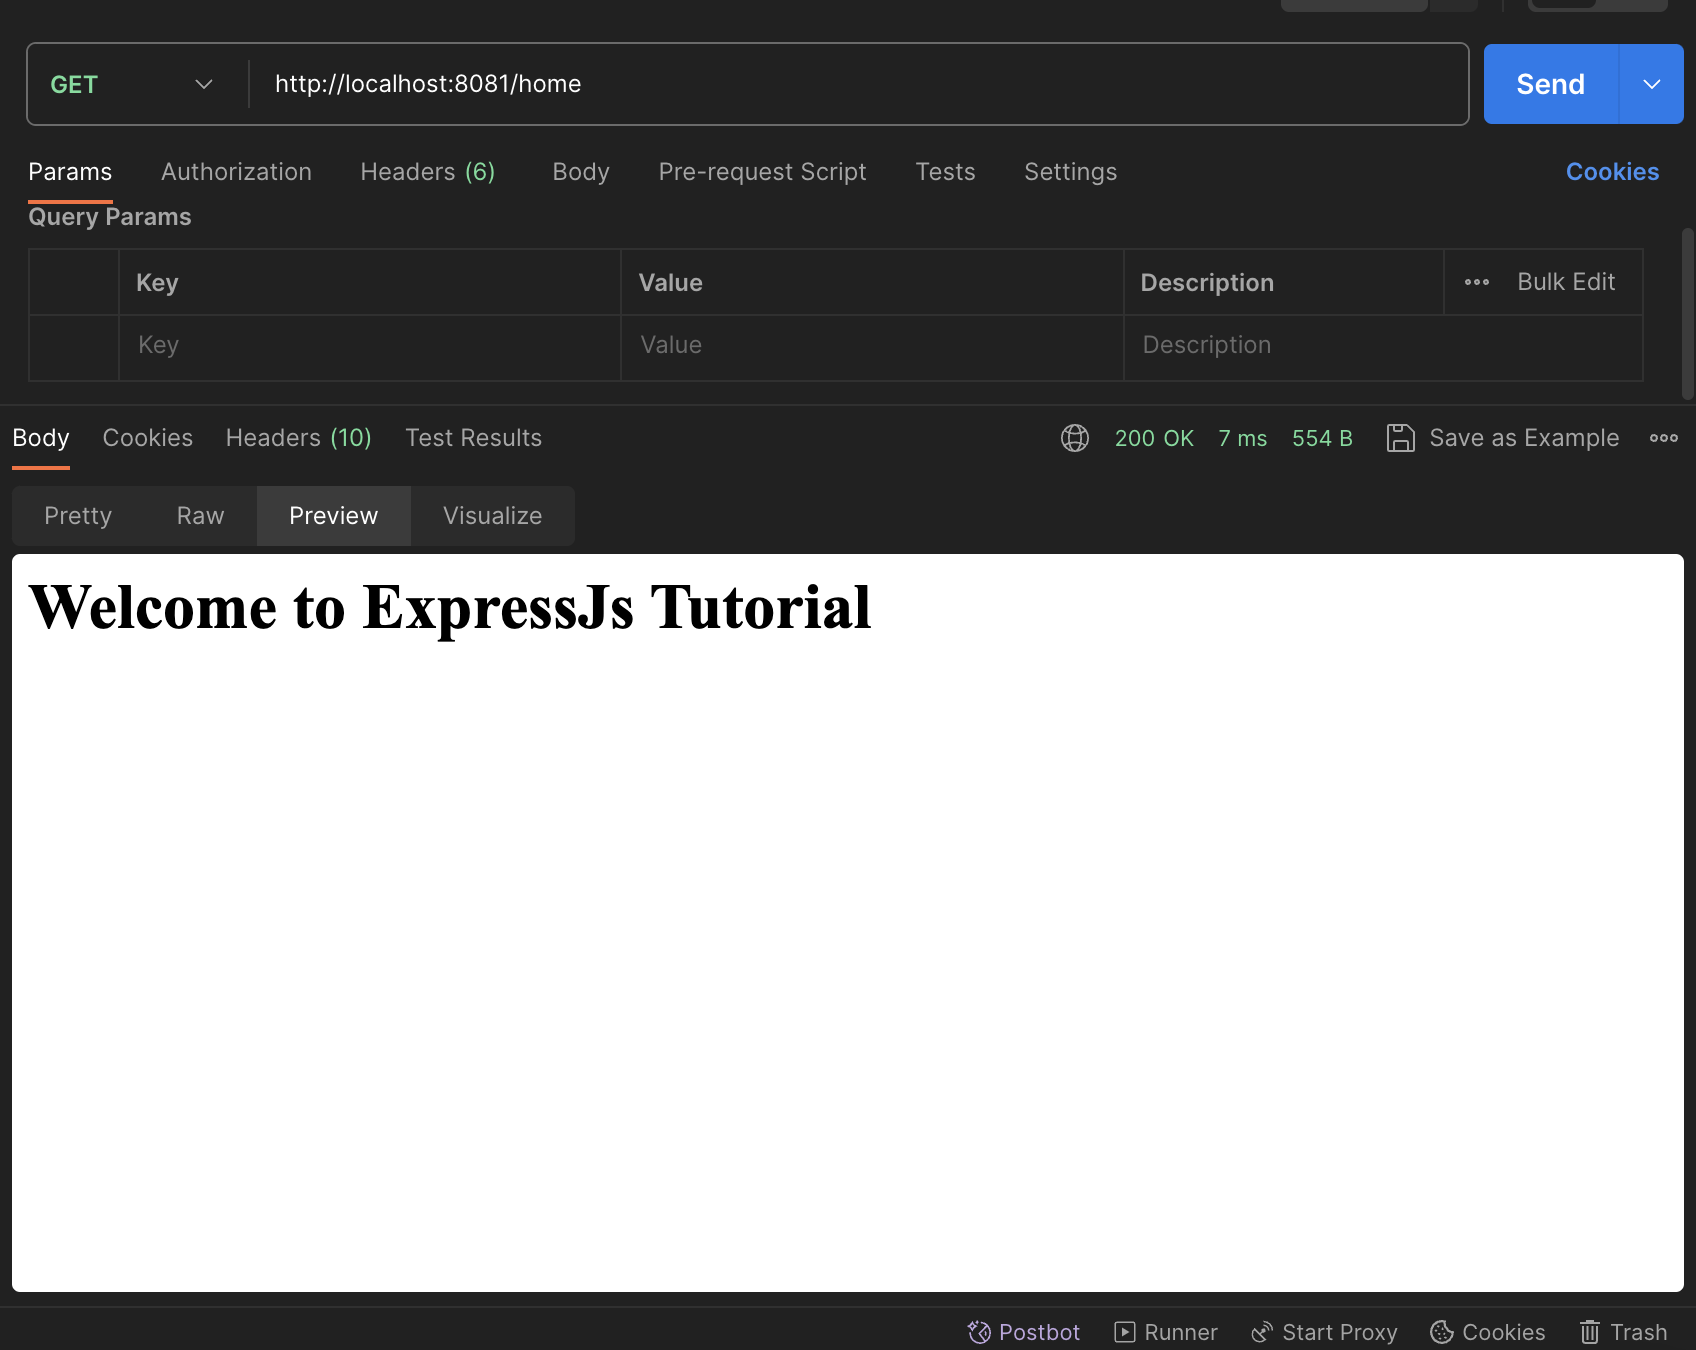 GET http://localhost:8081/home Send
Params Authorization Headers (6) Body Pre-request Script Tests Settings Cookies
Query Params
Key Value Description Bulk Edit
Key Value Description
Body Cookies Headers (10) Test Results 200 OK 7 ms 554 B Save as Example
Pretty Raw Preview Visualize
Welcome to ExpressJs Tutorial
Postbot Runner Start Proxy Cookies Trash